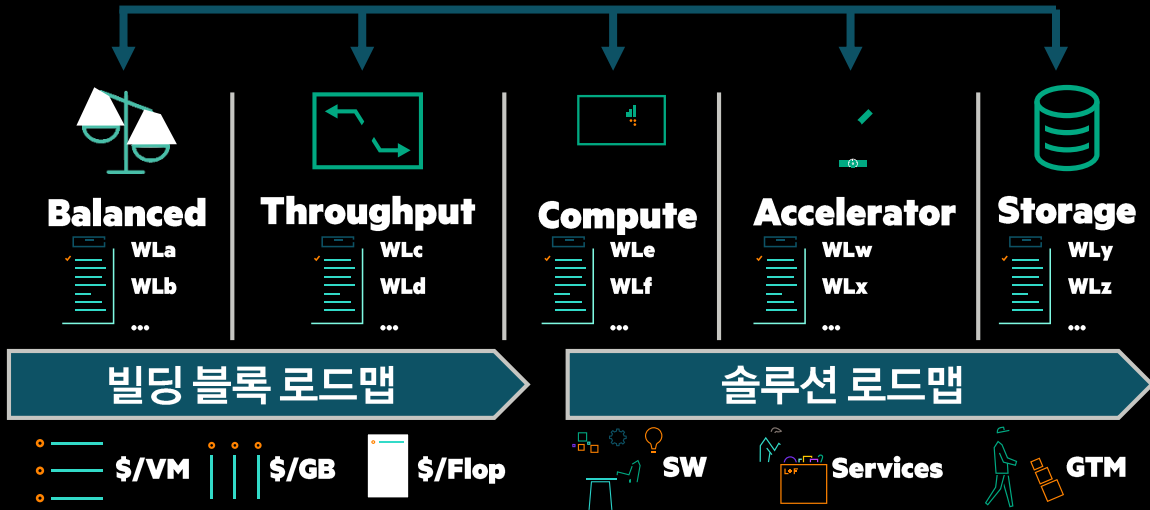 Balanced
WLa
WLb
...
Throughput
WLc
WLd
...
Compute
WLe
WLf
...
Accelerator
WLw
WLx
...
Storage
WLy
WLz
...
빌딩 블록 로드맵
솔루션 로드맵
$/VM
$/GB
$/Flop
SW
Services
GTM